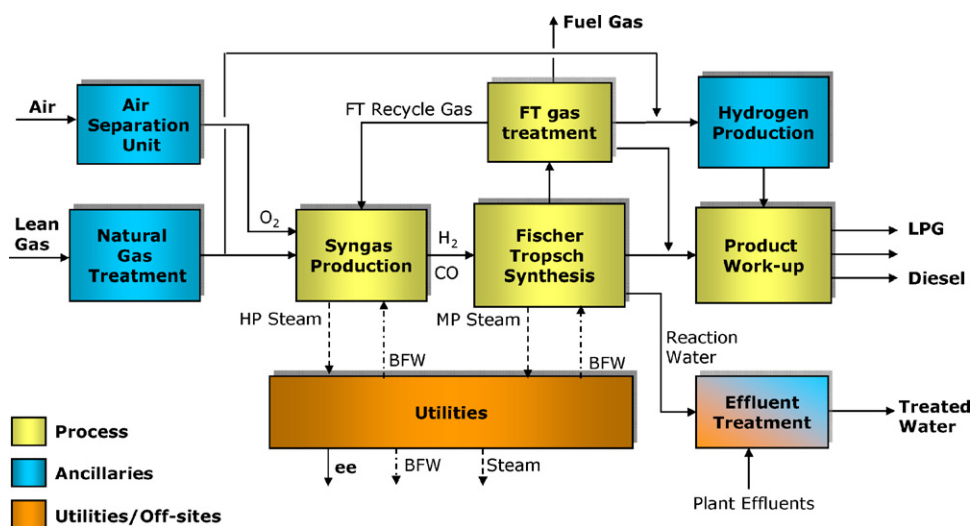 Fuel Gas
Air
Air
Separation
Unit
FT Recycle Gas
FT gas
treatment
Hydrogen
Production
Lean
Gas
Natural
Gas
Treatment
O2
Syngas
Production
H2
CO
Fischer
Tropsch
Synthesis
Product
Work-up
LPG
Diesel
HP Steam
BFW
MP Steam
BFW
Reaction
Water
Utilities
Effluent
Treatment
Treated
Water
Process
Ancillaries
Utilities/Off-sites
ee
BFW
Steam
Plant Effluents